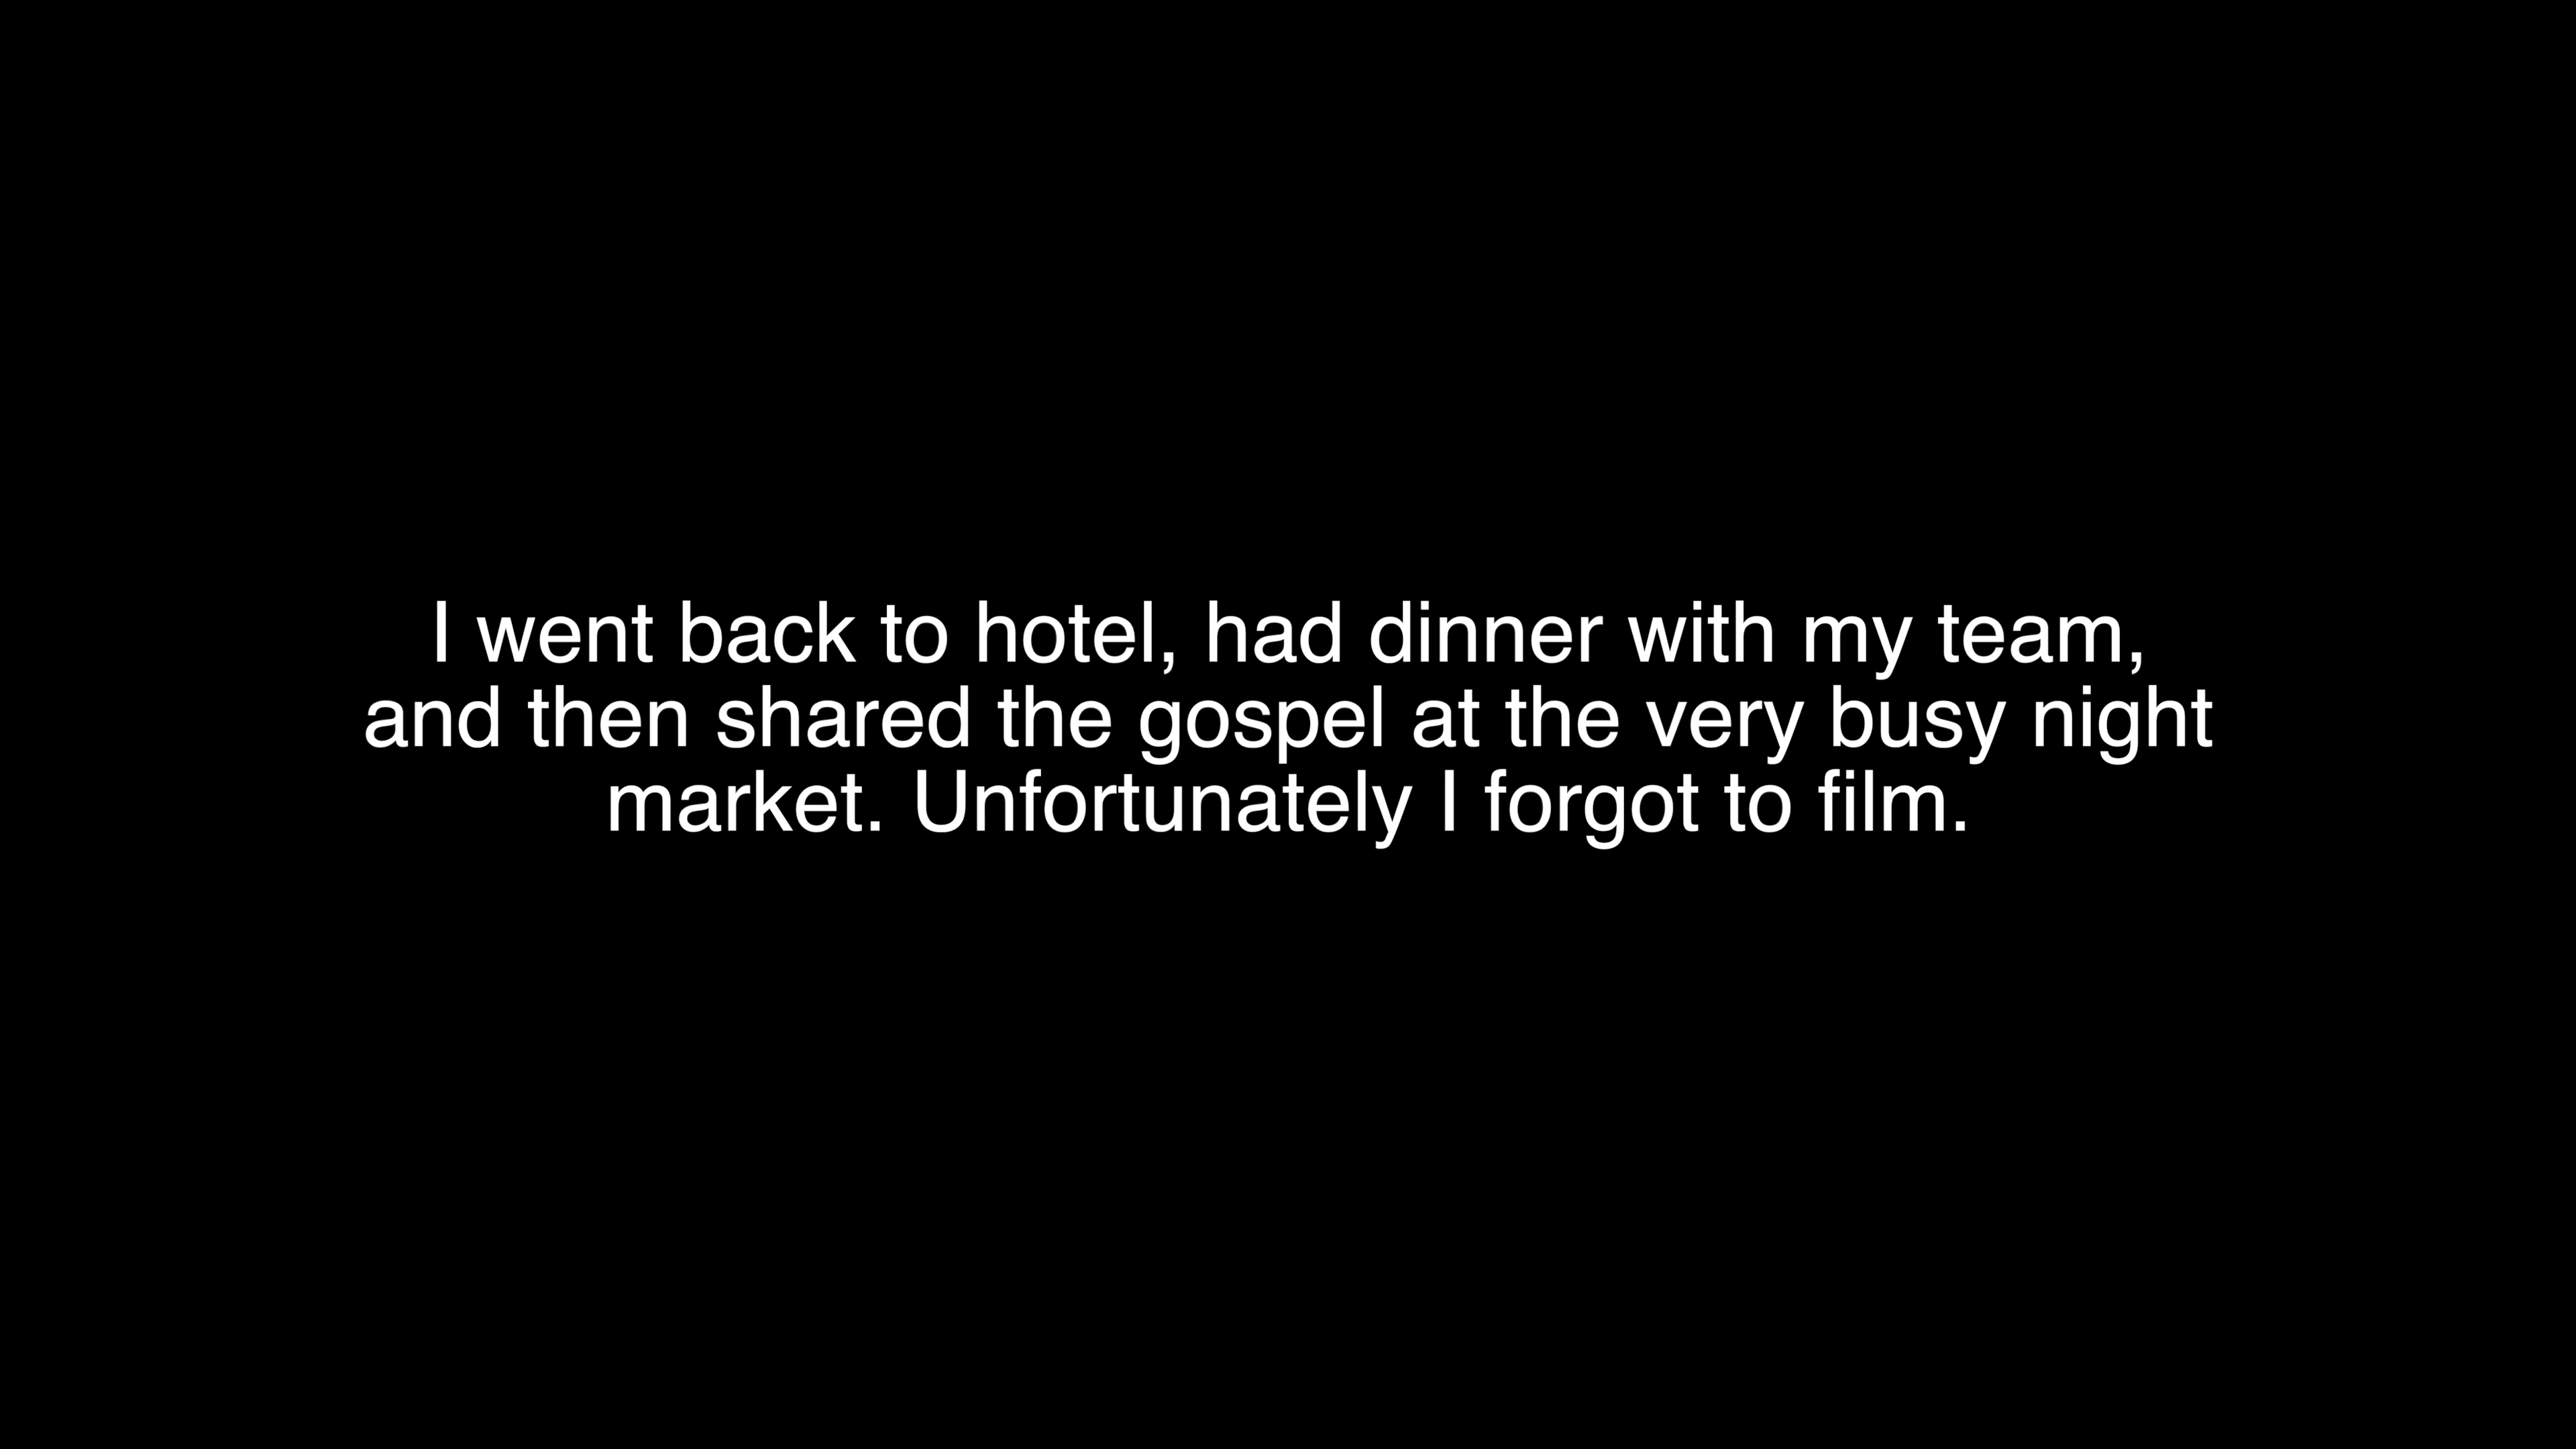 I went back to hotel, had dinner with my team,
and then shared the gospel at the very busy night
market. Unfortunately I forgot to film.